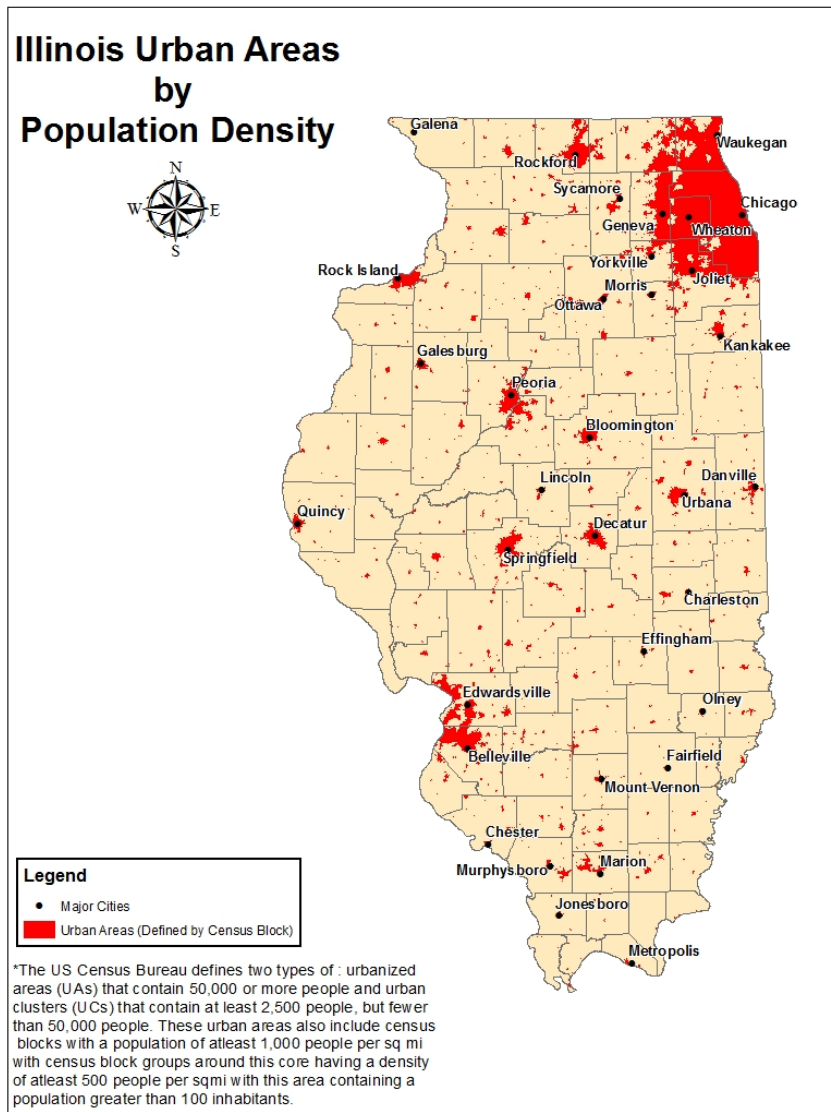 Illinois Urban Areas
by
Population Density
N
W
E
S
Galena
Waukegan
Rockford
Sycamore
Chicago
Geneva
Wheaton
Yorkville
Rock Island
Joliet
Morris
Ottawa
Kankakee
Galesburg
Peoria
Bloomington
Lincoln
Danville
Urbana
Quincy
Decatur
Springfield
Charleston
Effingham
Edwardsville
Olney
Belleville
Fairfield
Mount Vernon
Chester
Murphysboro
Marion
Jonesboro
Metropolis
Legend
Major Cities
Urban Areas (Defined by Census Block)
*The US Census Bureau defines two types of : urbanized
areas (UAs) that contain 50,000 or more people and urban
clusters (UCs) that contain at least 2,500 people, but fewer
than 50,000 people. These urban areas also include census
blocks with a population of atleast 1,000 people per sq mi
with census block groups around this core having a density
of atleast 500 people per sqmi with this area containing a
population greater than 100 inhabitants.